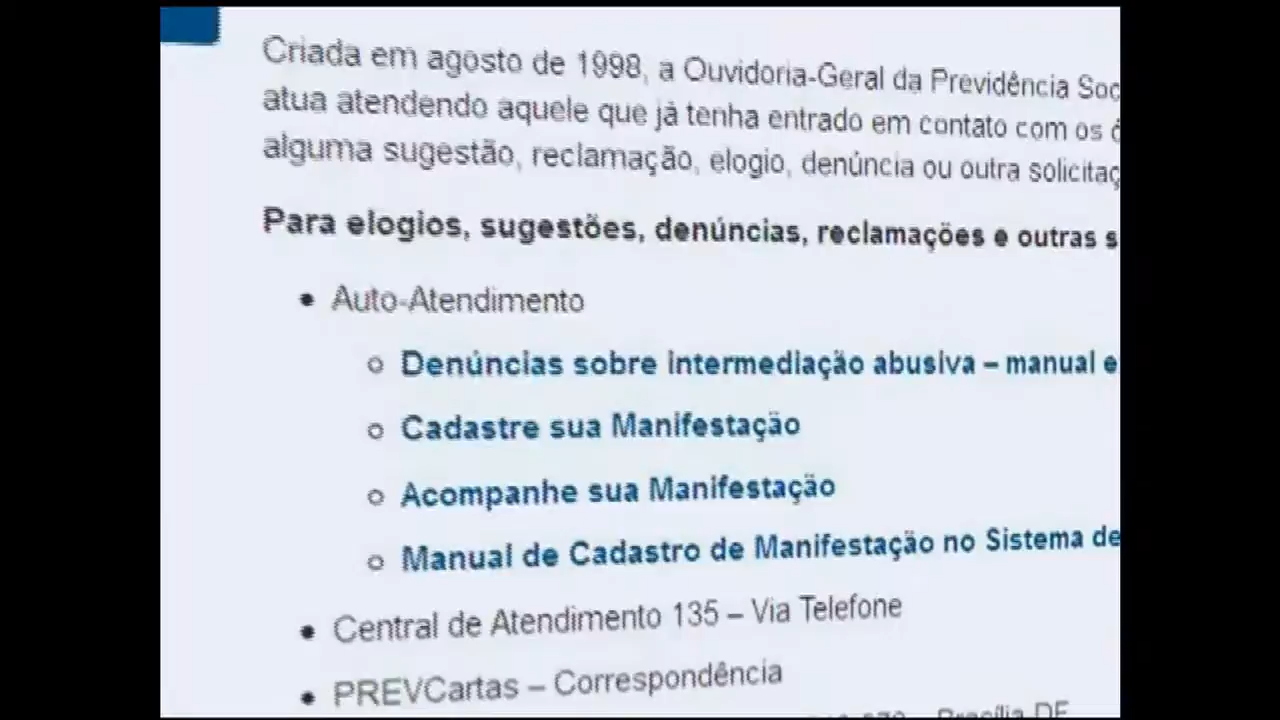 Criada em agosto de 1998, a Ouvidoria-Geral da Previdência Soc
atua atendendo aquele que já tenha entrado em contato com os ó
alguma sugestão, reclamação, elogio, denúncia ou outra solicitaç
Para elogios, sugestões, denúncias, reclamações e outras s
• Auto-Atendimento
o Denúncias sobre intermediação abusiva – manual e
o Cadastre sua Manifestação
o Acompanhe sua Manifestação
o Manual de Cadastro de Manifestação no Sistema de
• Central de Atendimento 135 – Via Telefone
• PREVCartas – Correspondência
– Brasília DF